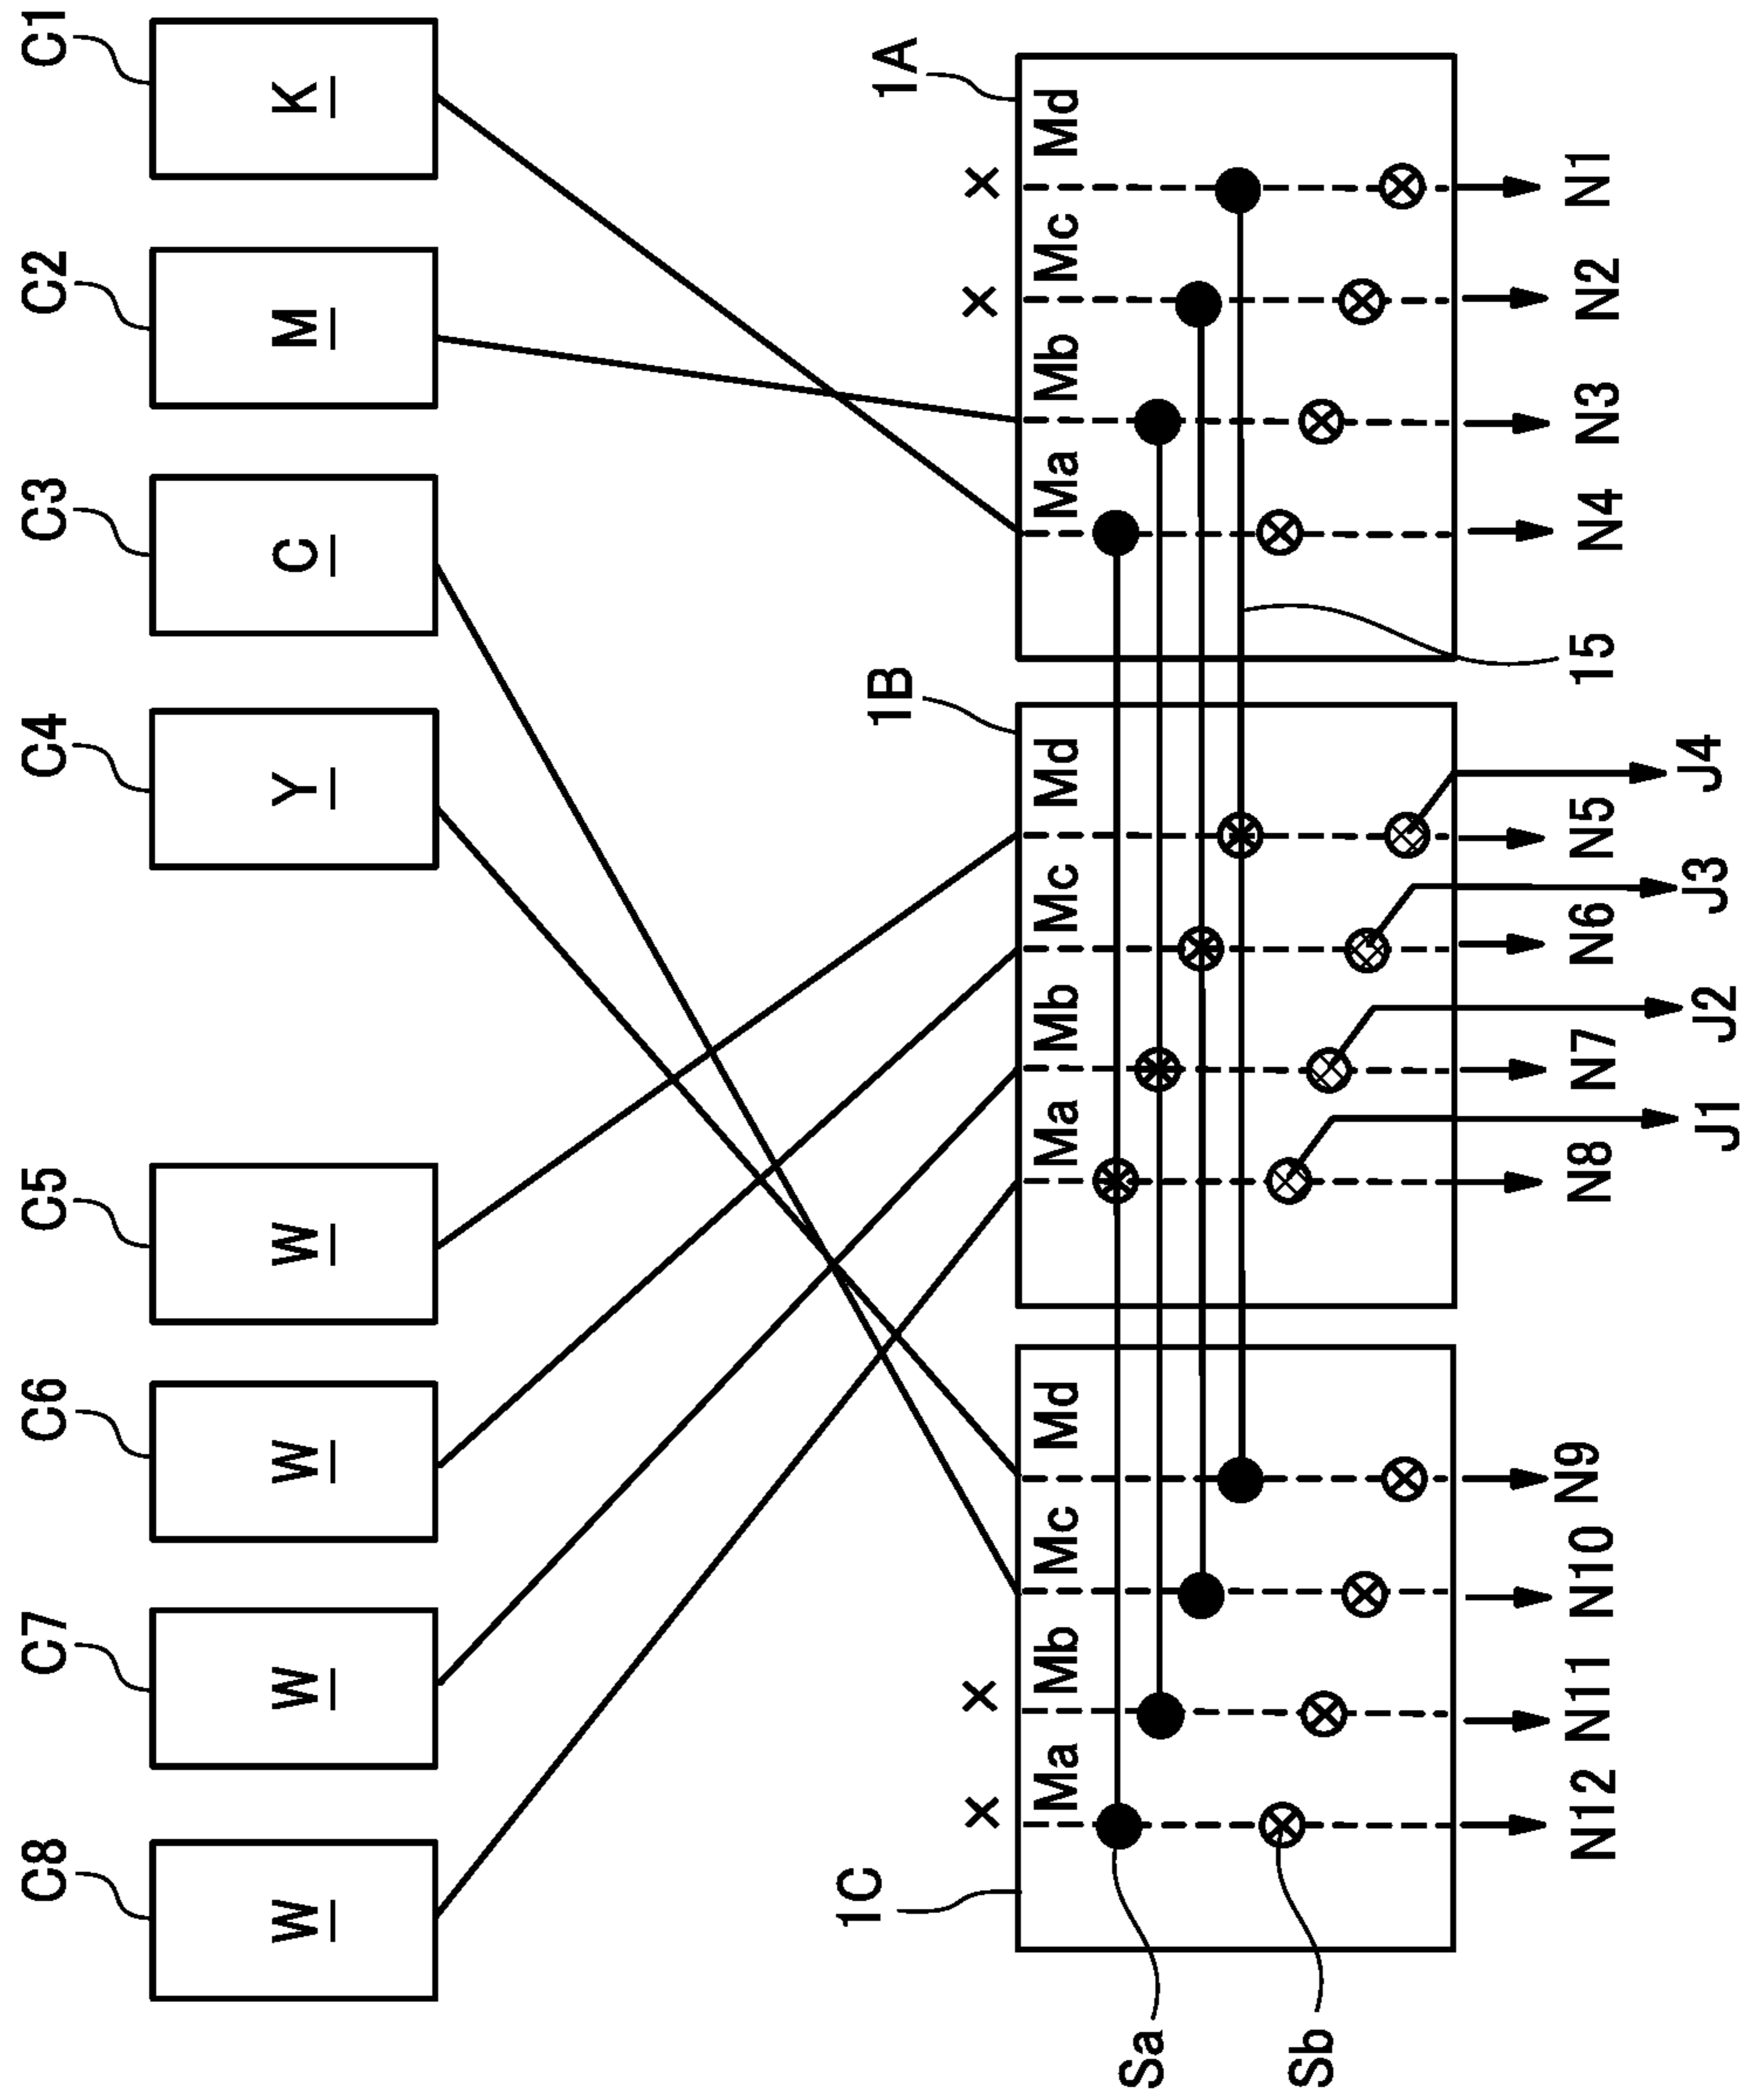 C8 C7 C6 C5 C4 C3 C2 C1
W W W W Y C M K
1C 1B 1A
× × × ×
Ma Mb Mc Md Ma Mb Mc Md Ma Mb Mc Md
Sa
Sb
N12 N11 N10 N9 N8 N7 N6 N5 N4 N3 N2 N1
15
J1 J2 J3 J4